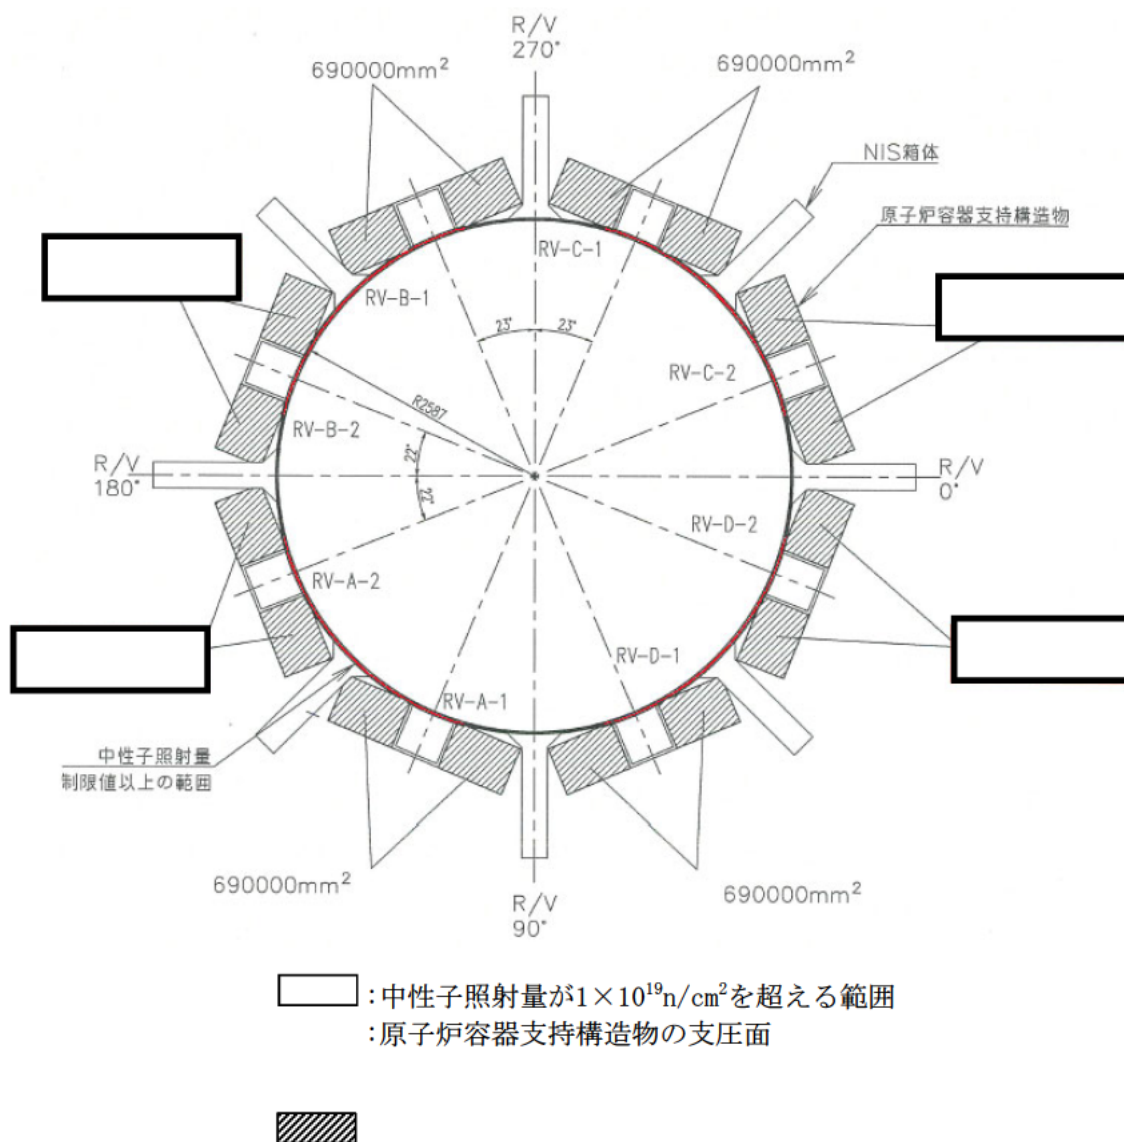 R/V
270°
690000mm²
690000mm²
NIS箱体
原子炉容器支持構造物
RV-C-1
RV-B-1
23°
23°
RV-C-2
R2587
RV-B-2
22°
R/V
180°
R/V
0°
22°
RV-D-2
RV-A-2
RV-D-1
RV-A-1
中性子照射量
制限値以上の範囲
690000mm²
690000mm²
R/V
90°
:中性子照射量が1×10¹⁹n/cm²を超える範囲
:原子炉容器支持構造物の支圧面